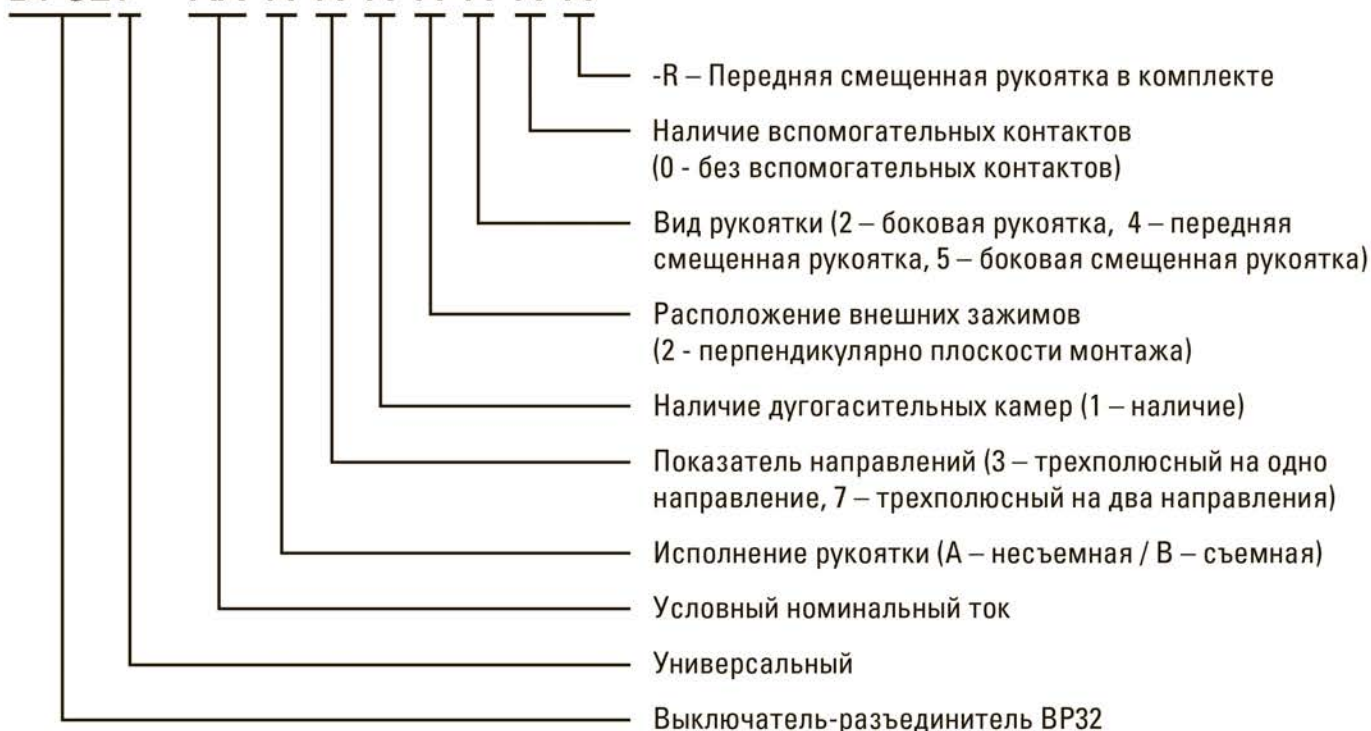 -R – Передняя смещенная рукоятка в комплекте
Наличие вспомогательных контактов
(0 - без вспомогательных контактов)
Вид рукоятки (2 – боковая рукоятка, 4 – передняя
смещенная рукоятка, 5 – боковая смещенная рукоятка)
Расположение внешних зажимов
(2 - перпендикулярно плоскости монтажа)
Наличие дугогасительных камер (1 – наличие)
Показатель направлений (3 – трехполюсный на одно
направление, 7 – трехполюсный на два направления)
Исполнение рукоятки (А – несъемная / В – съемная)
Условный номинальный ток
Универсальный
Выключатель-разъединитель ВР32